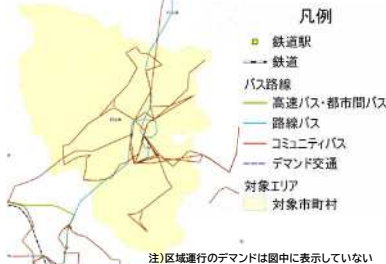 凡例
鉄道駅
鉄道
バス路線
高速バス・都市間バス
路線バス
コミュニティバス
デマンド交通
対象エリア
対象市町村
注)区域運行のデマンドは図中に表示していない